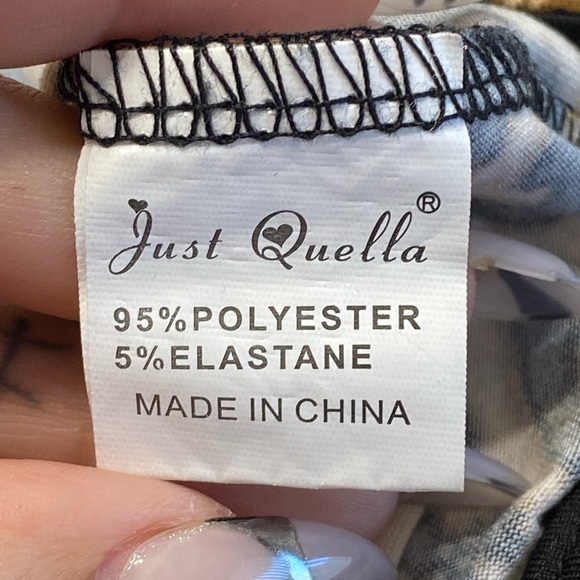 Just Quella®
95%POLYESTER
5%ELASTANE
MADE IN CHINA